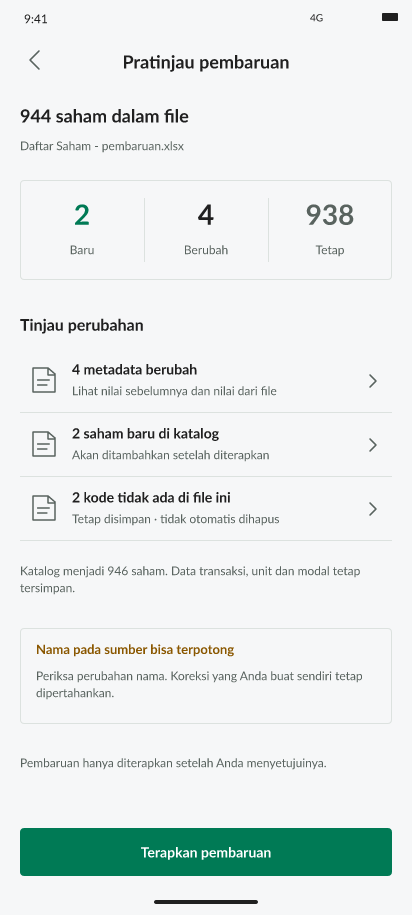 9:41
4G
Pratinjau pembaruan
944 saham dalam file
Daftar Saham - pembaruan.xlsx
2
4
938
Baru
Berubah
Tetap
Tinjau perubahan
4 metadata berubah
Lihat nilai sebelumnya dan nilai dari file
2 saham baru di katalog
Akan ditambahkan setelah diterapkan
2 kode tidak ada di file ini
Tetap disimpan · tidak otomatis dihapus
Katalog menjadi 946 saham. Data transaksi, unit dan modal tetap
tersimpan.
Nama pada sumber bisa terpotong
Periksa perubahan nama. Koreksi yang Anda buat sendiri tetap
dipertahankan.
Pembaruan hanya diterapkan setelah Anda menyetujuinya.
Terapkan pembaruan